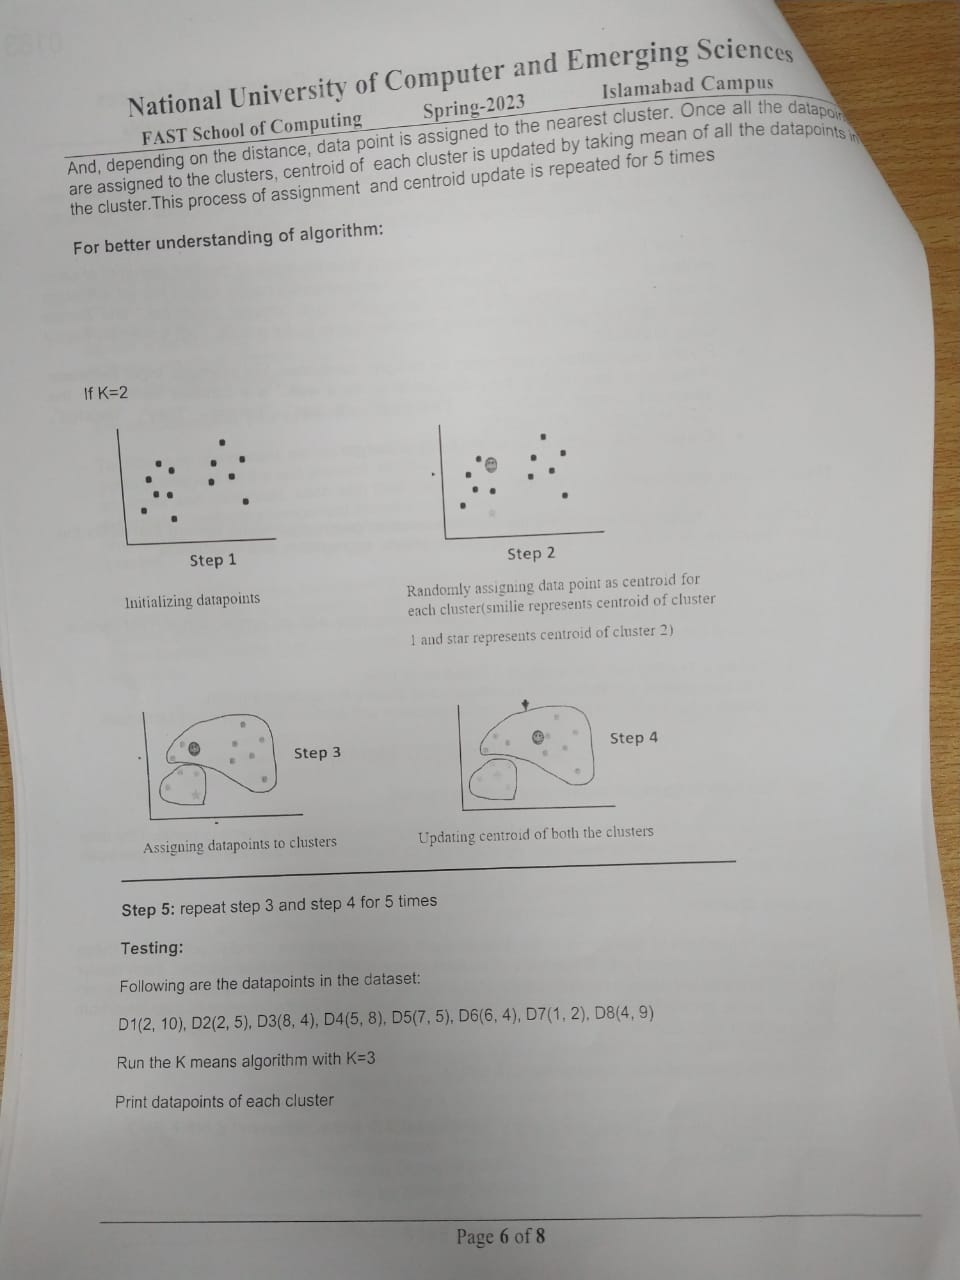 National University of Computer and Emerging Sciences
FAST School of Computing Spring-2023 Islamabad Campus
And, depending on the distance, data point is assigned to the nearest cluster. Once all the
are assigned to the clusters, centroid of each cluster is updated by taking mean of all the datapoints in
the cluster.This process of assignment and centroid update is repeated for 5 times
For better understanding of algorithm:
If K=2
Step 1
Step 2
Initializing datapoints
Randomly assigning data point as centroid for
each cluster(smilie represents centroid of cluster
1 and star represents centroid of cluster 2)
Step 3
Step 4
Assigning datapoints to clusters
Updating centroid of both the clusters
Step 5: repeat step 3 and step 4 for 5 times
Testing:
Following are the datapoints in the dataset:
D1(2, 10), D2(2, 5), D3(8, 4), D4(5, 8), D5(7, 5), D6(6, 4), D7(1, 2), D8(4, 9)
Run the K means algorithm with K=3
Print datapoints of each cluster
Page 6 of 8